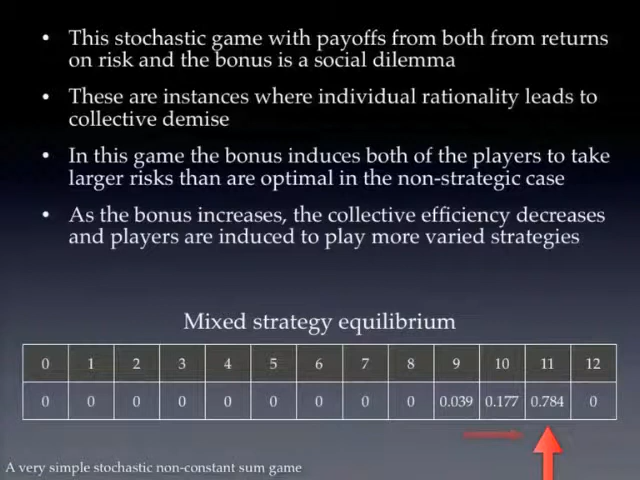 • This stochastic game with payoffs from both from returns
on risk and the bonus is a social dilemma
• These are instances where individual rationality leads to
collective demise
• In this game the bonus induces both of the players to take
larger risks than are optimal in the non-strategic case
• As the bonus increases, the collective efficiency decreases
and players are induced to play more varied strategies
Mixed strategy equilibrium
0 1 2 3 4 5 6 7 8 9 10 11 12
0 0 0 0 0 0 0 0 0 0.039 0.177 0.784 0
A very simple stochastic non-constant sum game